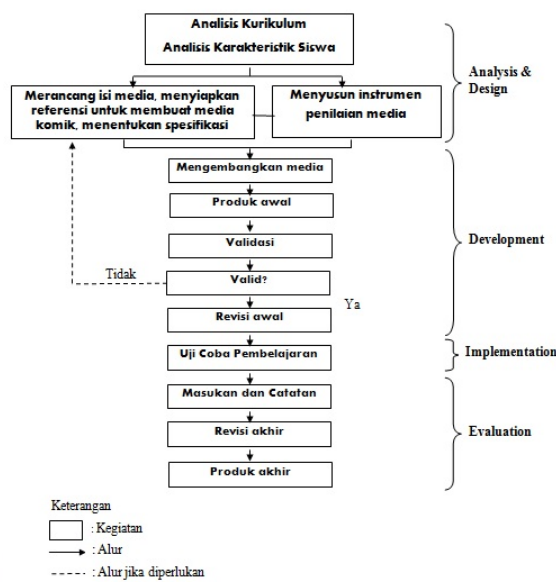 Analisis Kurikulum
Analisis Karakteristik Siswa
Analysis &
Design
Merancang isi media, menyiapkan
referensi untuk membuat media
komik, menentukan spesifikasi
Menyusun instrumen
penilaian media
Mengembangkan media
Produk awal
Validasi
Development
Tidak
Valid?
Ya
Revisi awal
Uji Coba Pembelajaran
Implementation
Masukan dan Catatan
Revisi akhir
Evaluation
Produk akhir
Keterangan
: Kegiatan
: Alur
: Alur jika diperlukan